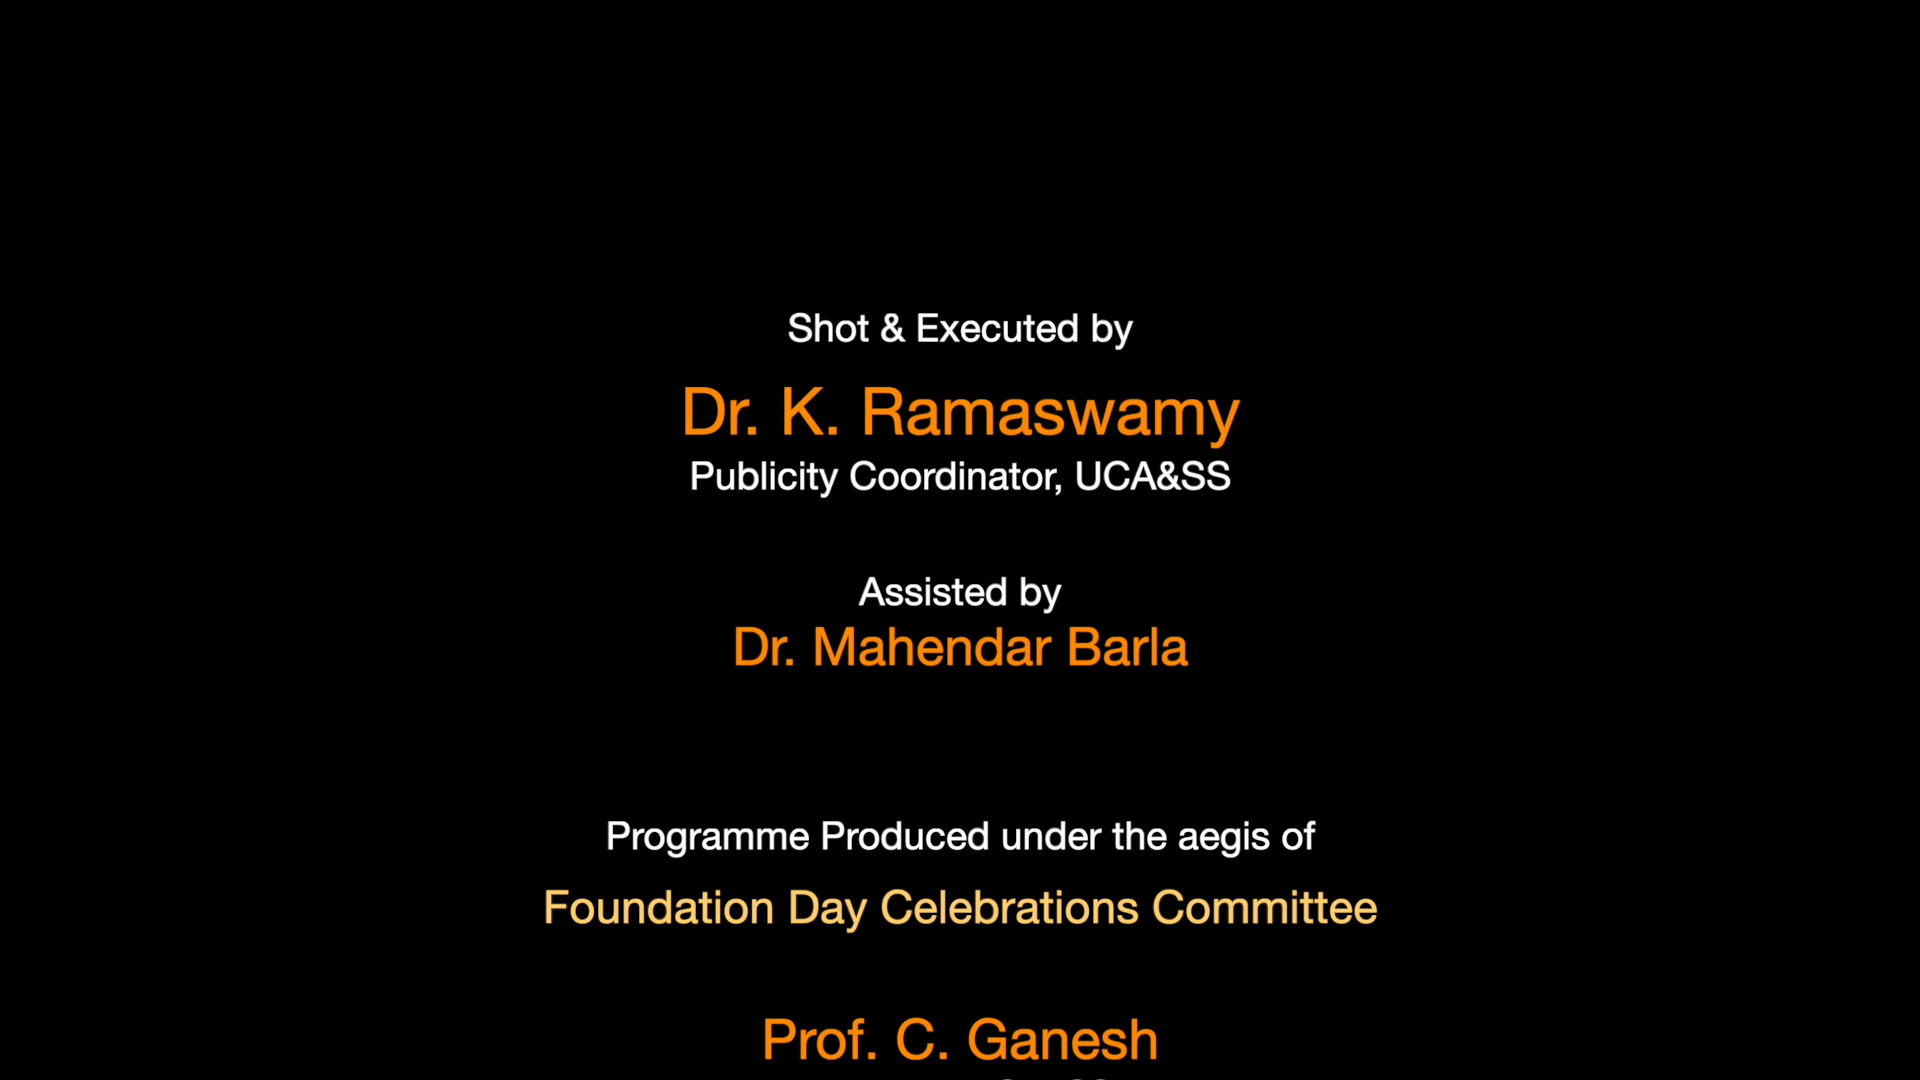 Shot & Executed by
Dr. K. Ramaswamy
Publicity Coordinator, UCA&SS
Assisted by
Dr. Mahendar Barla
Programme Produced under the aegis of
Foundation Day Celebrations Committee
Prof. C. Ganesh